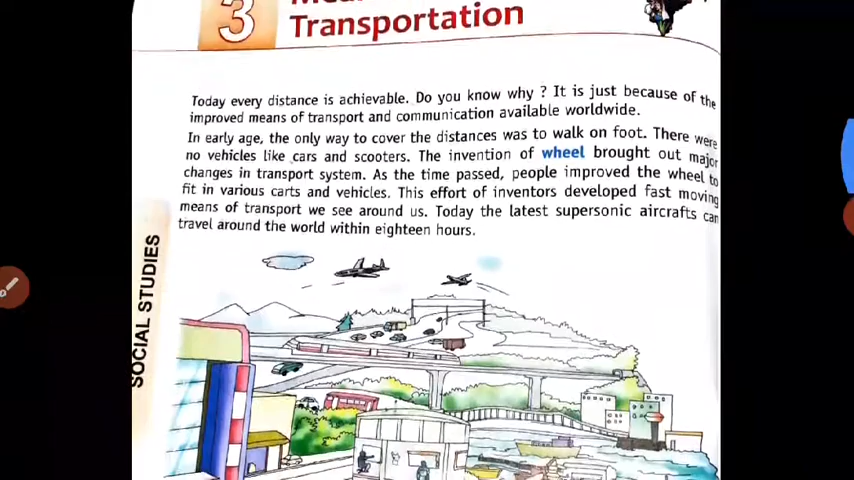 3
Transportation
Today every distance is achievable. Do you know why ? It is just because of the
improved means of transport and communication available worldwide.
In early age, the only way to cover the distances was to walk on foot. There were
no vehicles like cars and scooters. The invention of wheel brought out major
changes in transport system. As the time passed, people improved the wheel to
fit in various carts and vehicles. This effort of inventors developed fast moving
means of transport we see around us. Today the latest supersonic aircrafts can
travel around the world within eighteen hours.
SOCIAL STUDIES